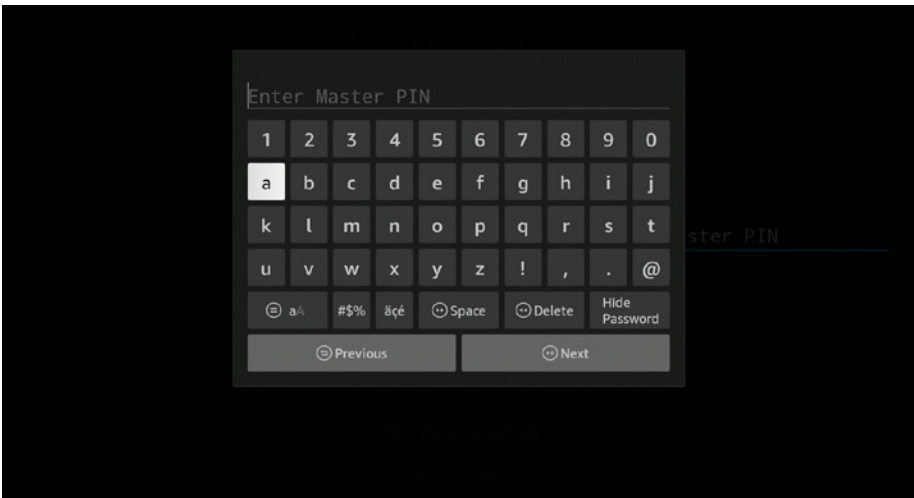 Enter Master PIN
1 2 3 4 5 6 7 8 9 0
a b c d e f g h i j
k l m n o p q r s t
ster PIN
u v w x y z ! , . @
aA #$% äçé Space Delete Hide
Password
Previous Next